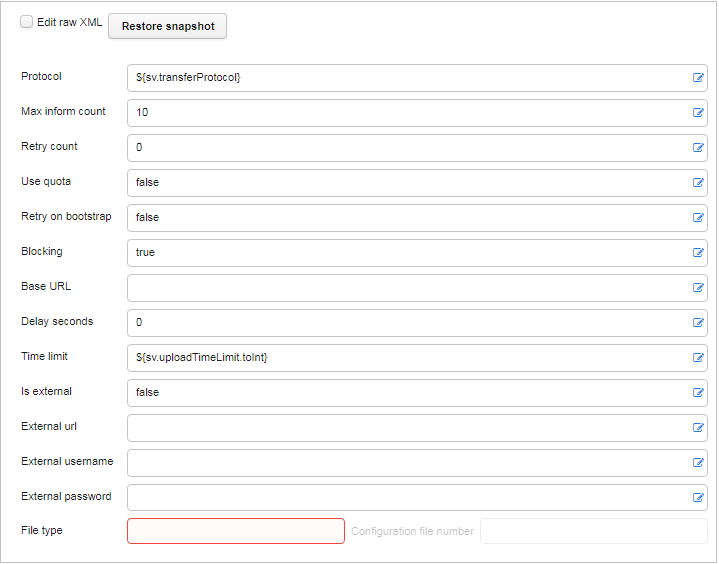 Edit raw XML Restore snapshot
Protocol ${sv.transferProtocol}
Max inform count 10
Retry count 0
Use quota false
Retry on bootstrap false
Blocking true
Base URL
Delay seconds 0
Time limit ${sv.uploadTimeLimit.toInt}
Is external false
External url
External username
External password
File type Configuration file number